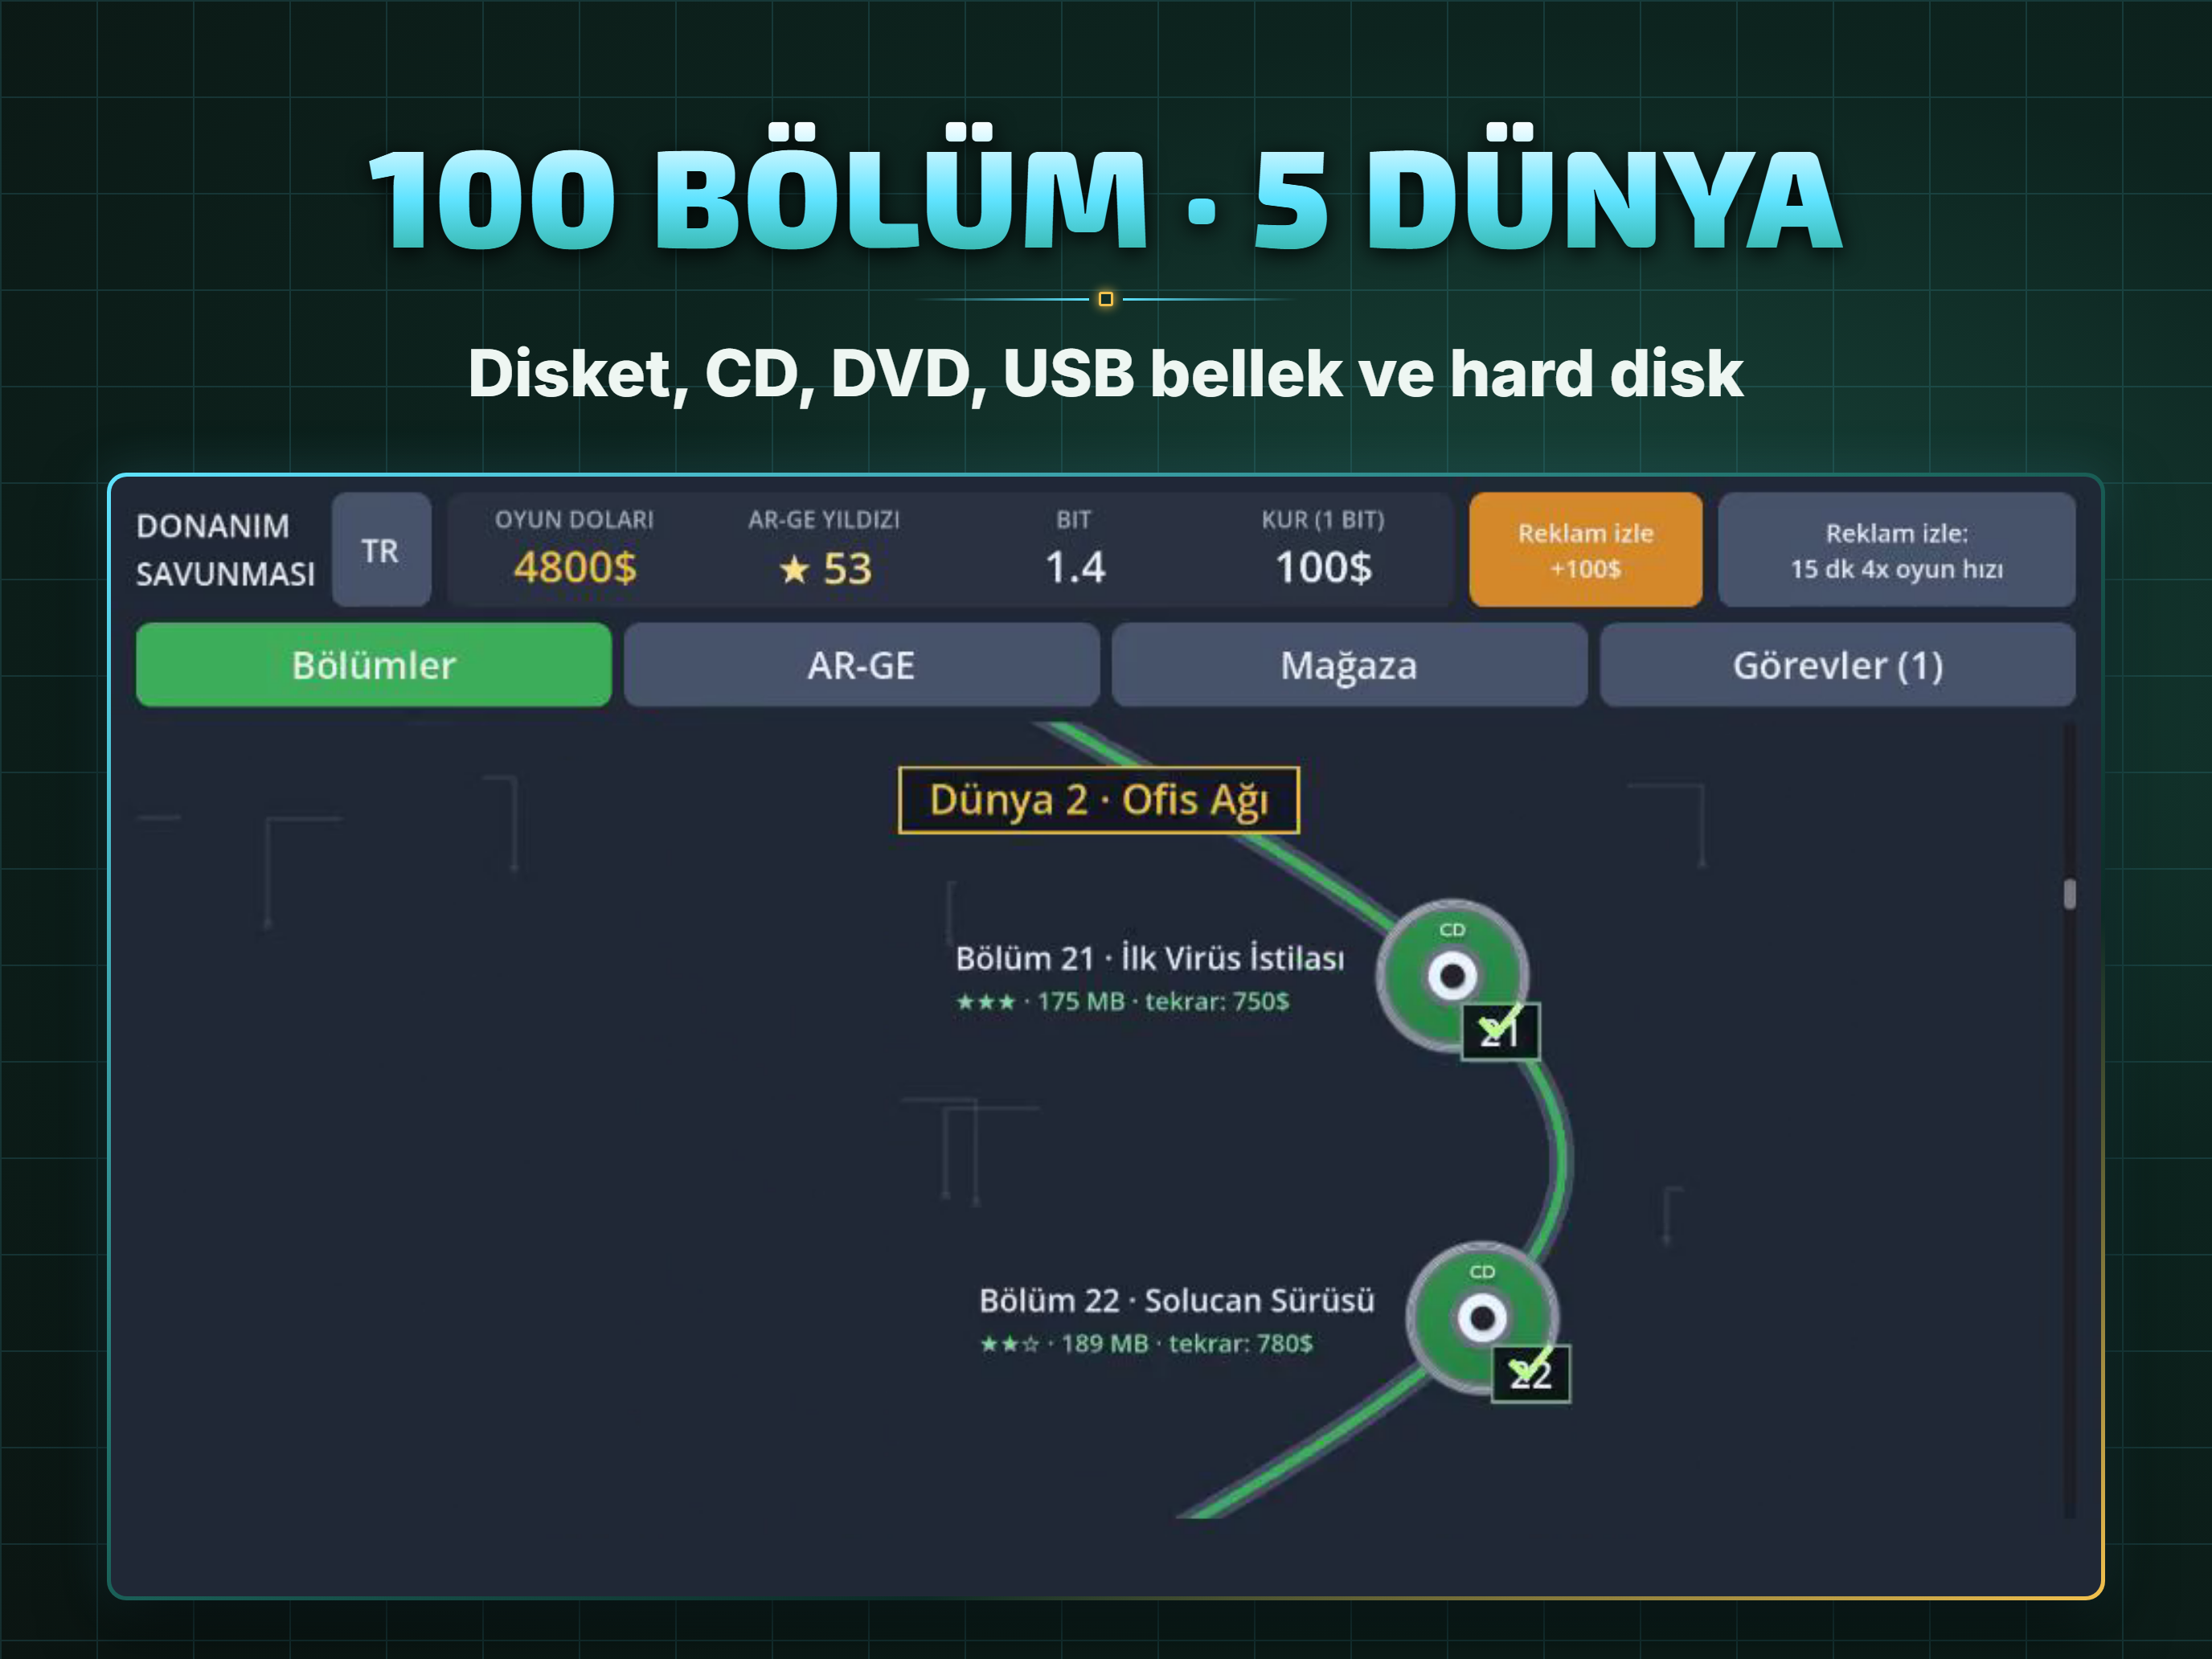 100 BÖLÜM · 5 DÜNYA
Disket, CD, DVD, USB bellek ve hard disk
DONANIM
SAVUNMASI
TR
OYUN DOLARI
4800$
AR-GE YILDIZI
★ 53
BIT
1.4
KUR (1 BIT)
100$
Reklam izle
+100$
Reklam izle:
15 dk 4x oyun hızı
Bölümler
AR-GE
Mağaza
Görevler (1)
Dünya 2 · Ofis Ağı
CD
Bölüm 21 · İlk Virüs İstilası
★★★ · 175 MB · tekrar: 750$
21
CD
Bölüm 22 · Solucan Sürüsü
★★☆ · 189 MB · tekrar: 780$
22